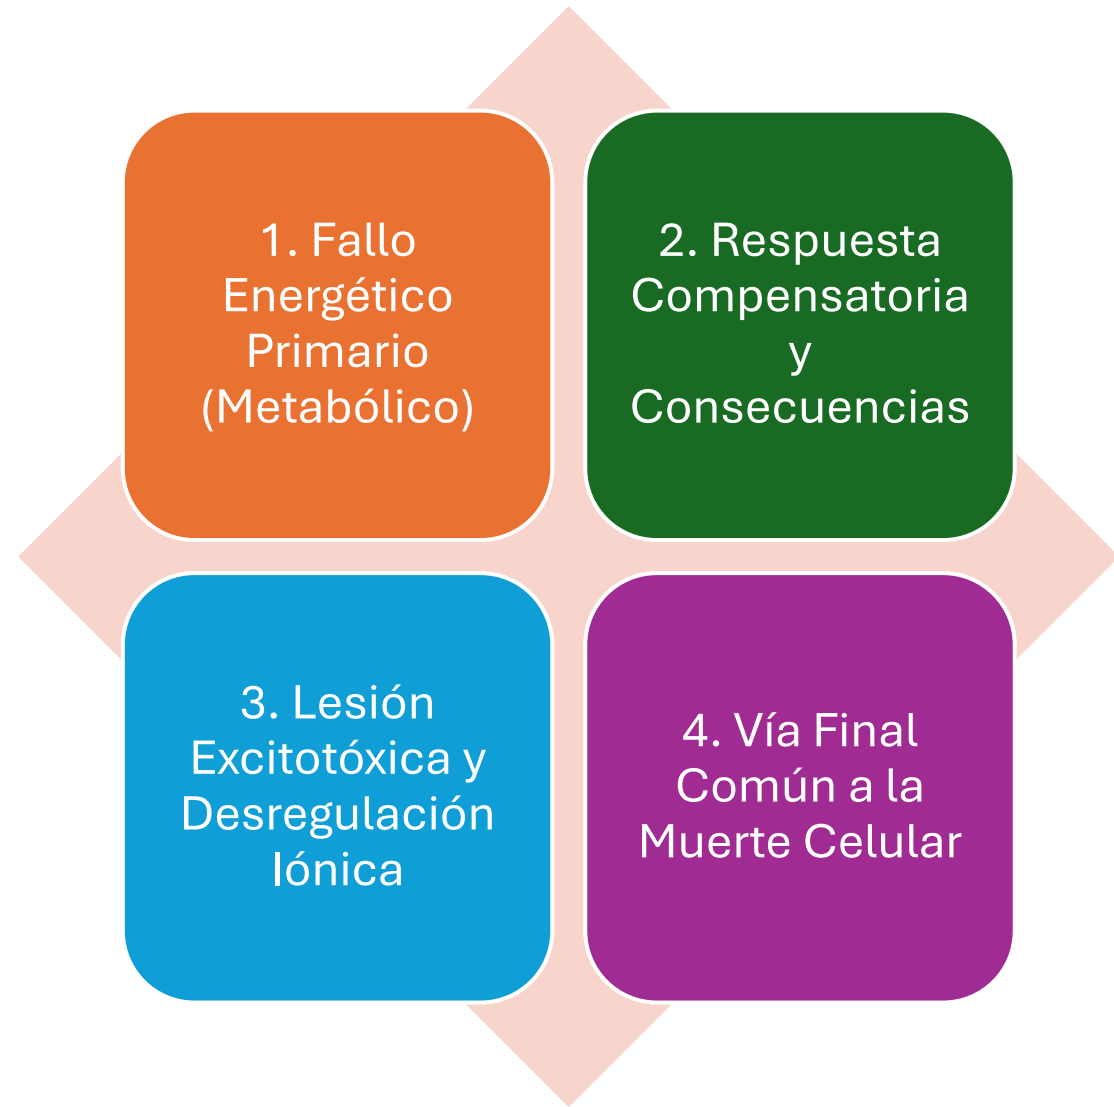 1. Fallo
Energético
Primario
(Metabólico)
2. Respuesta
Compensatoria
y
Consecuencias
3. Lesión
Excitotóxica y
Desregulación
Iónica
4. Vía Final
Común a la
Muerte Celular